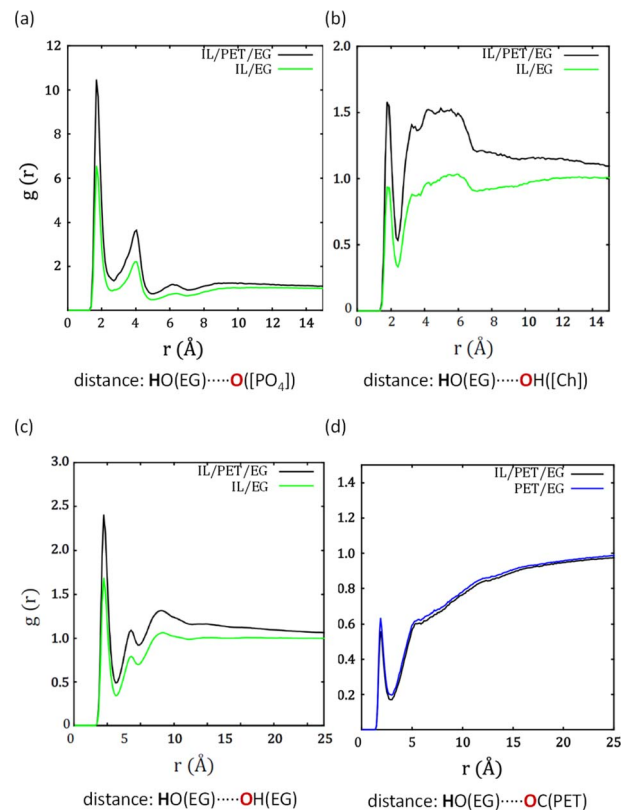 (a)
12
10
8
6
4
2
0 2 4 6 8 10 12 14
g (r)
r (Å)
IL/PET/EG
IL/EG
distance: HO(EG)·····O([PO₄])
(b)
2.0
1.5
1.0
0.5
0
0 2 4 6 8 10 12 14
r (Å)
IL/PET/EG
IL/EG
distance: HO(EG)·····OH([Ch])
(c)
3.0
2.5
2.0
1.5
1.0
0.5
0
0 5 10 15 20 25
g (r)
r (Å)
IL/PET/EG
IL/EG
distance: HO(EG)·····OH(EG)
(d)
1.4
1.2
1.0
0.8
0.6
0.4
0.2
0 5 10 15 20 25
r (Å)
IL/PET/EG
PET/EG
distance: HO(EG)·····OC(PET)